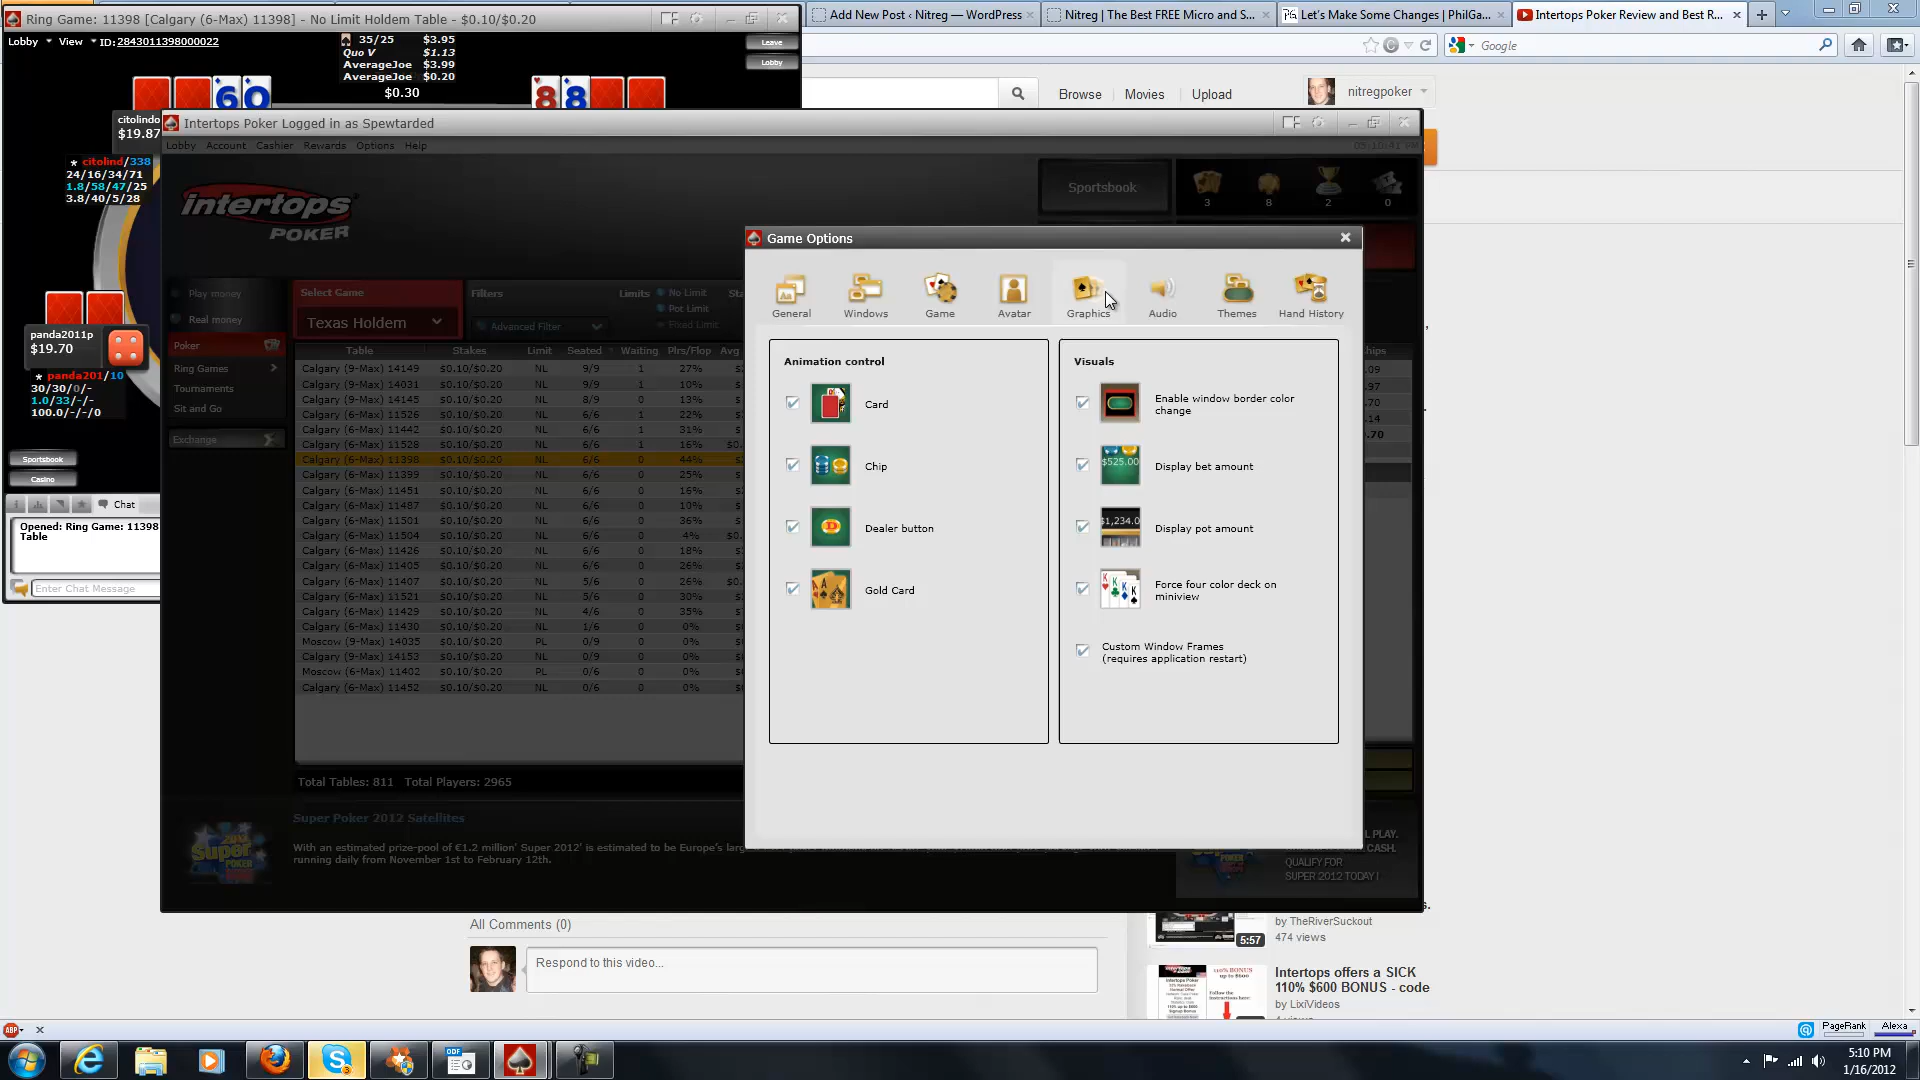 Ring Game: 11398 [Calgary (6-Max) 11398] - No Limit Holdem Table - $0.10/$0.20
Add New Post ‹ Nitreg — WordPress
Nitreg | The Best FREE Micro and S...
Let's Make Some Changes | PhilGa...
Intertops Poker Review and Best R...
Google
Lobby
View
ID:2843011398000022
35/25 $3.95
Quo V $1.13
AverageJoe $3.99
AverageJoe $0.20
$0.30
Leave
Lobby
Browse
Movies
Upload
nitregpoker
citolindo
$19.87
* citolind/338
24/16/34/71
1.8/58/47/25
3.8/40/5/28
panda2011p
$19.70
* panda201/10
30/30/0/-
1.0/33/-/-
100.0/-/-/0
Sportsbook
Casino
Chat
Opened: Ring Game: 11398
Table
Enter Chat Message
Intertops Poker Logged in as Spewtarded
Lobby Account Cashier Rewards Options Help
05:10:41 PM
intertops
POKER
Sportsbook
3 8 2 0
Play money
Real money
Poker
Ring Games
Tournaments
Sit and Go
Exchange
Select Game
Texas Holdem
Filters
Advanced Filter
Limits
No Limit
Pot Limit
Fixed Limit
Table Stakes Limit Seated Waiting Plrs/Flop Avg
Calgary (9-Max) 14149 $0.10/$0.20 NL 9/9 1 27%
Calgary (9-Max) 14031 $0.10/$0.20 NL 9/9 1 10%
Calgary (9-Max) 14145 $0.10/$0.20 NL 8/9 0 13%
Calgary (6-Max) 11526 $0.10/$0.20 NL 6/6 1 22%
Calgary (6-Max) 11442 $0.10/$0.20 NL 6/6 1 31%
Calgary (6-Max) 11528 $0.10/$0.20 NL 6/6 1 16%
Calgary (6-Max) 11398 $0.10/$0.20 NL 6/6 0 44%
Calgary (6-Max) 11399 $0.10/$0.20 NL 6/6 0 25%
Calgary (6-Max) 11451 $0.10/$0.20 NL 6/6 0 16%
Calgary (6-Max) 11487 $0.10/$0.20 NL 6/6 0 10%
Calgary (6-Max) 11501 $0.10/$0.20 NL 6/6 0 36%
Calgary (6-Max) 11504 $0.10/$0.20 NL 6/6 0 4%
Calgary (6-Max) 11426 $0.10/$0.20 NL 6/6 0 18%
Calgary (6-Max) 11405 $0.10/$0.20 NL 6/6 0 26%
Calgary (6-Max) 11407 $0.10/$0.20 NL 5/6 0 26%
Calgary (6-Max) 11521 $0.10/$0.20 NL 5/6 0 30%
Calgary (6-Max) 11429 $0.10/$0.20 NL 4/6 0 35%
Calgary (6-Max) 11430 $0.10/$0.20 NL 1/6 0 0%
Moscow (9-Max) 14035 $0.10/$0.20 PL 0/9 0 0%
Calgary (9-Max) 14153 $0.10/$0.20 NL 0/9 0 0%
Moscow (6-Max) 11402 $0.10/$0.20 PL 0/6 0 0%
Calgary (6-Max) 11452 $0.10/$0.20 NL 0/6 0 0%
Total Tables: 811 Total Players: 2965
Super Poker 2012 Satellites
With an estimated prize-pool of €1.2 million' Super 2012' is estimated to be Europe's
running daily from November 1st to February 12th.
QUALIFY FOR
SUPER 2012 TODAY!
Game Options
General
Windows
Game
Avatar
Graphics
Audio
Themes
Hand History
Animation control
Card
Chip
Dealer button
Gold Card
Visuals
Enable window border color
change
$525.00
Display bet amount
Display pot amount
Force four color deck on
miniview
Custom Window Frames
(requires application restart)
All Comments (0)
Respond to this video...
by TheRiverSuckout
474 views
5:57
Intertops offers a SICK
110% $600 BONUS - code
by LixiVideos
ABP
PageRank
Alexa
5:10 PM
1/16/2012